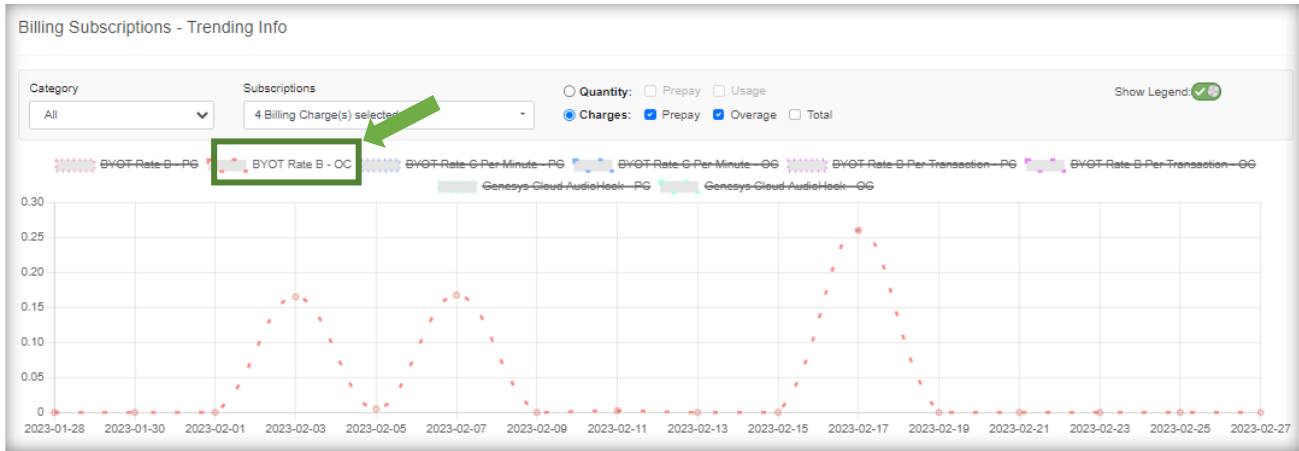 Billing Subscriptions - Trending Info
Category Subscriptions Quantity: Prepay Usage Show Legend:
All 4 Billing Charge(s) selected Charges: Prepay Overage Total
BYOT Rate B - PC BYOT Rate B - OC BYOT Rate C Per Minute - PC BYOT Rate C Per Minute - OC BYOT Rate B Per Transaction - PC BYOT Rate B Per Transaction - OC
Genesys Cloud AudioHook - PC Genesys Cloud AudioHook - OC
0.30
0.25
0.20
0.15
0.10
0.05
0
2023-01-28 2023-01-30 2023-02-01 2023-02-03 2023-02-05 2023-02-07 2023-02-09 2023-02-11 2023-02-13 2023-02-15 2023-02-17 2023-02-19 2023-02-21 2023-02-23 2023-02-25 2023-02-27